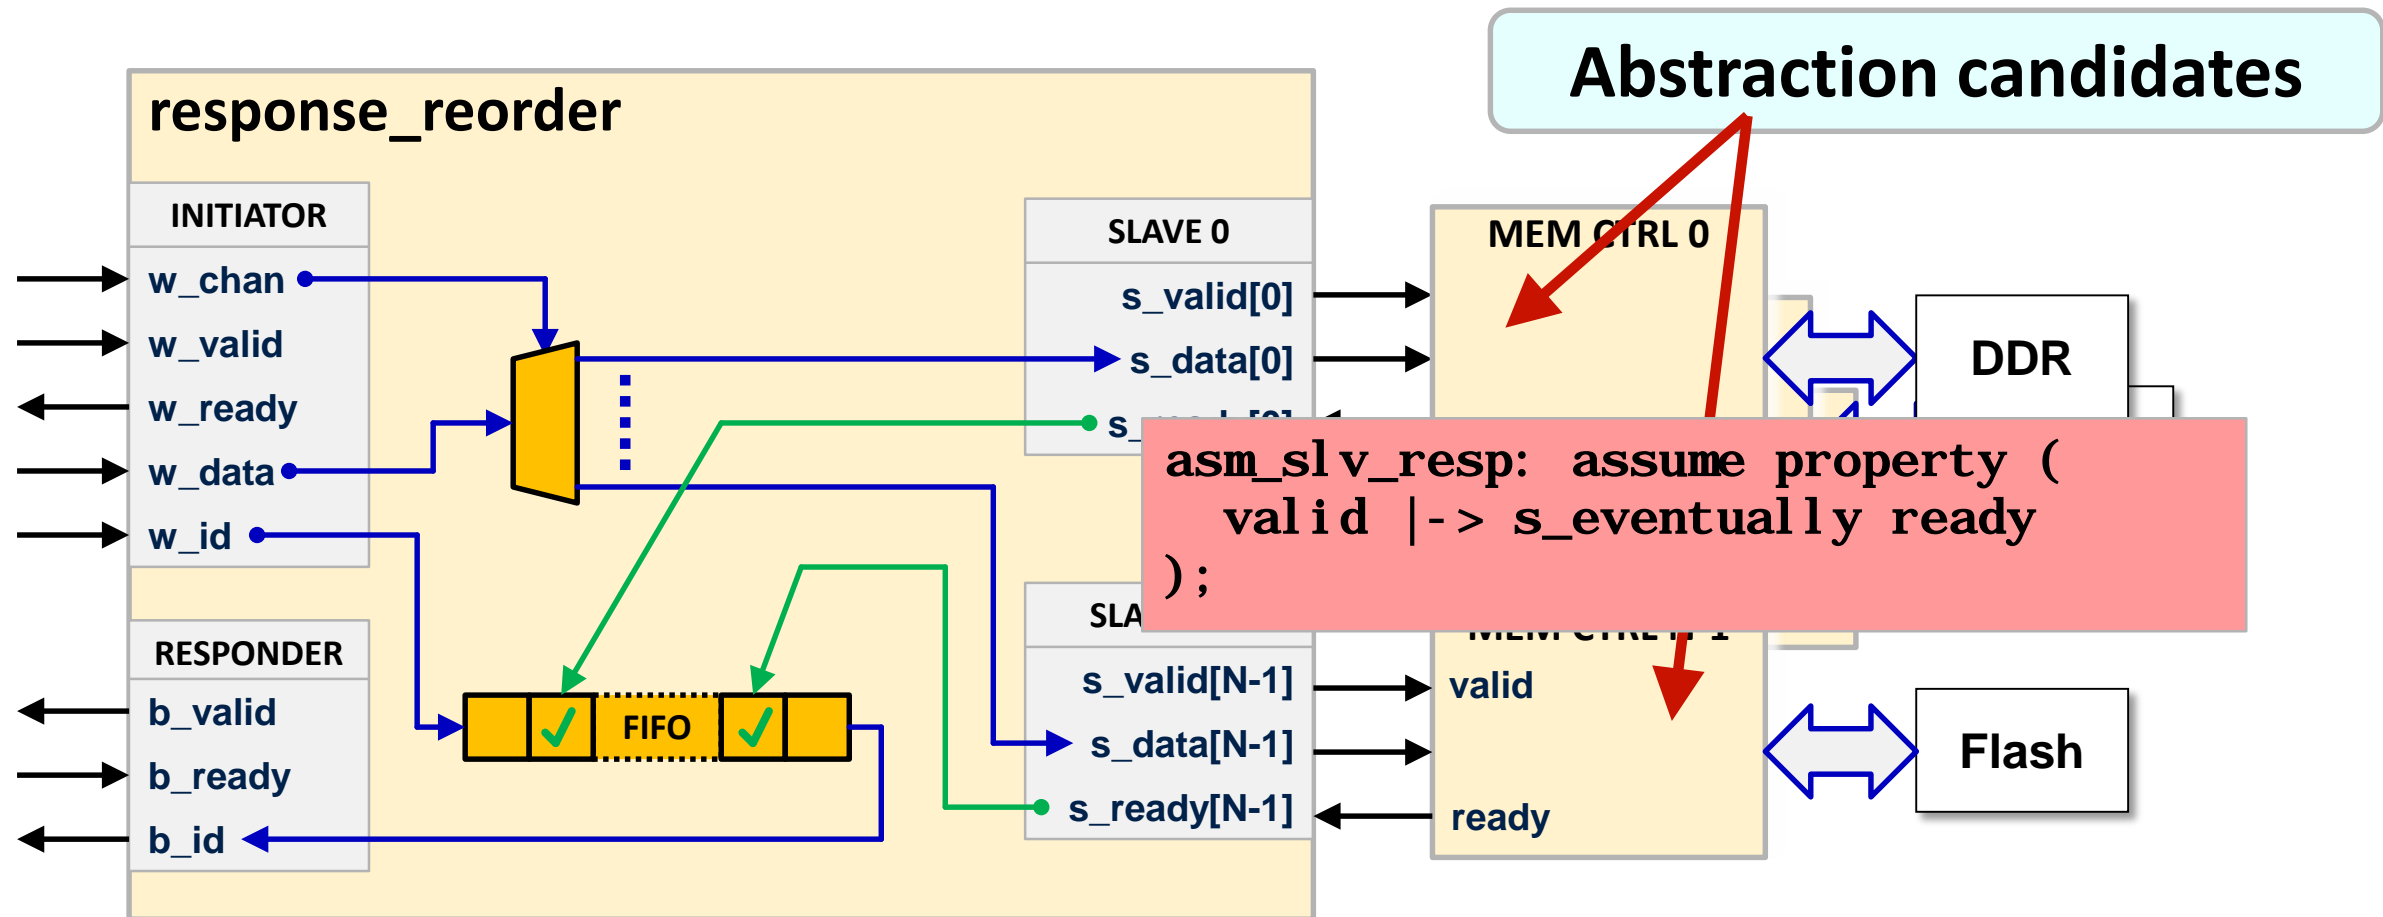 Abstraction candidates
response_reorder
INITIATOR
w_chan
w_valid
w_ready
w_data
w_id
RESPONDER
b_valid
b_ready
b_id
FIFO
SLAVE 0
s_valid[0]
s_data[0]
MEM CTRL 0
DDR
asm_slv_resp: assume property (
valid |-> s_eventually ready
);
s_valid[N-1]
s_data[N-1]
s_ready[N-1]
valid
ready
Flash